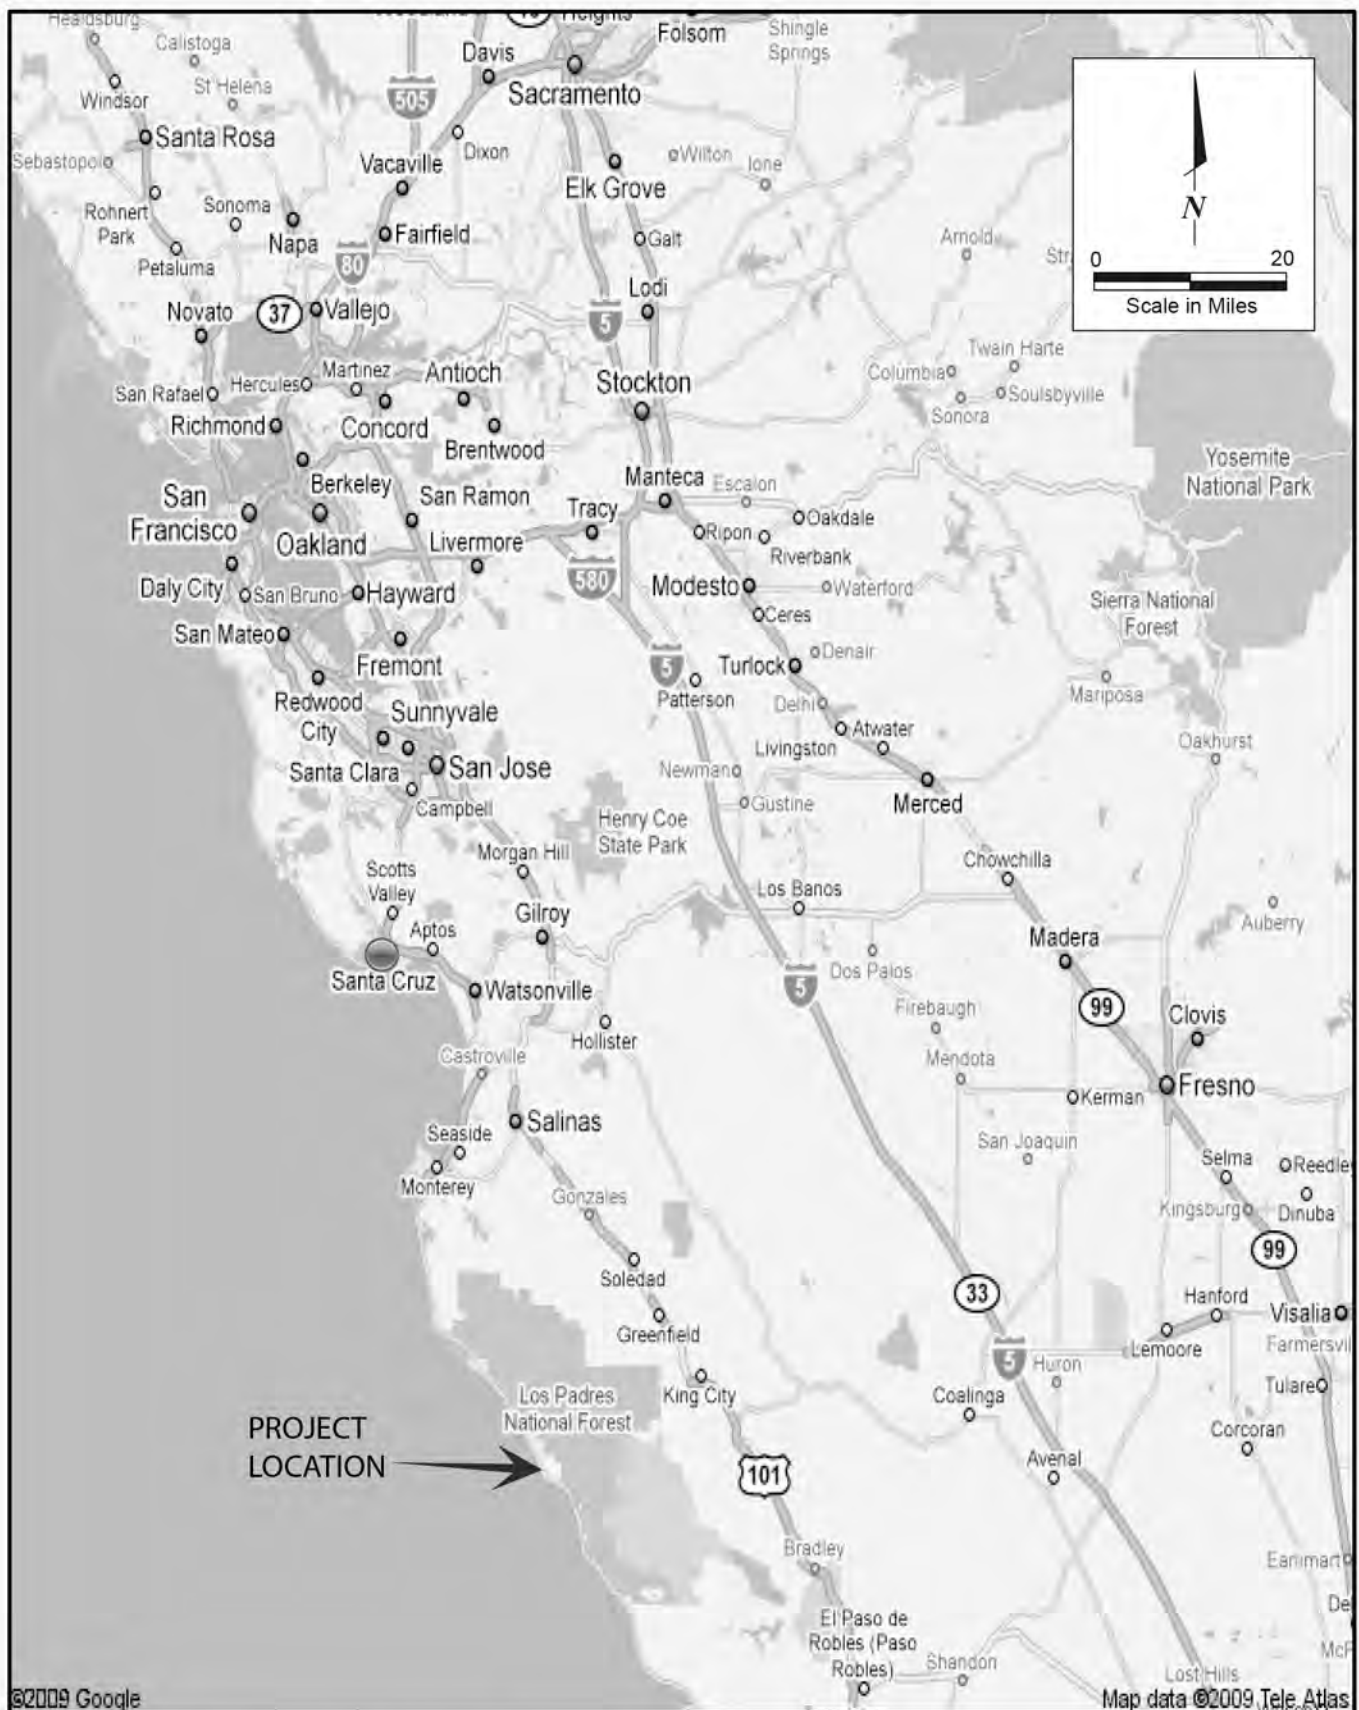 Healdsburg
Calistoga
Heights
Folsom
Shingle
Springs
Davis
505
Sacramento
Windsor
St Helena
Santa Rosa
Dixon
Vacaville
Wilton
Ione
Sebastopol
Elk Grove
Rohnert
Park
Sonoma
Napa
Fairfield
Galt
Arnold
Str
N
0
20
Scale in Miles
Petaluma
80
Lodi
Novato
37
Vallejo
5
Twain Harte
Martinez
Antioch
Columbia
San Rafael
Hercules
Stockton
Soulsbyville
Sonora
Richmond
Concord
Brentwood
Yosemite
National Park
Berkeley
Manteca
Escalon
San
Francisco
San Ramon
Tracy
Oakdale
Oakland
Livermore
Ripon
Riverbank
Daly City
San Bruno
Hayward
580
Modesto
Waterford
Sierra National
Forest
Ceres
San Mateo
Fremont
5
Turlock
Denair
Redwood
City
Sunnyvale
Patterson
Delhi
Mariposa
Atwater
Livingston
Oakhurst
Santa Clara
San Jose
Newman
Campbell
Gustine
Merced
Henry Coe
State Park
Morgan Hill
Chowchilla
Scotts
Valley
Los Banos
Gilroy
Auberry
Aptos
Madera
Santa Cruz
Watsonville
5
Dos Palos
99
Firebaugh
Clovis
Hollister
Castroville
Mendota
Kerman
Fresno
Salinas
Seaside
San Joaquin
Monterey
Selma
Reedley
Gonzales
Kingsburg
Dinuba
99
Soledad
33
Hanford
Visalia
Greenfield
5
Lemoore
Farmersvil
Huron
Los Padres
National Forest
King City
Coalinga
Tulare
PROJECT
LOCATION
Corcoran
101
Avenal
Bradley
Earlimart
De
El Paso de
Robles (Paso
Robles)
Shandon
McF
Lost Hills
©2009 Google
Map data ©2009 Tele Atlas